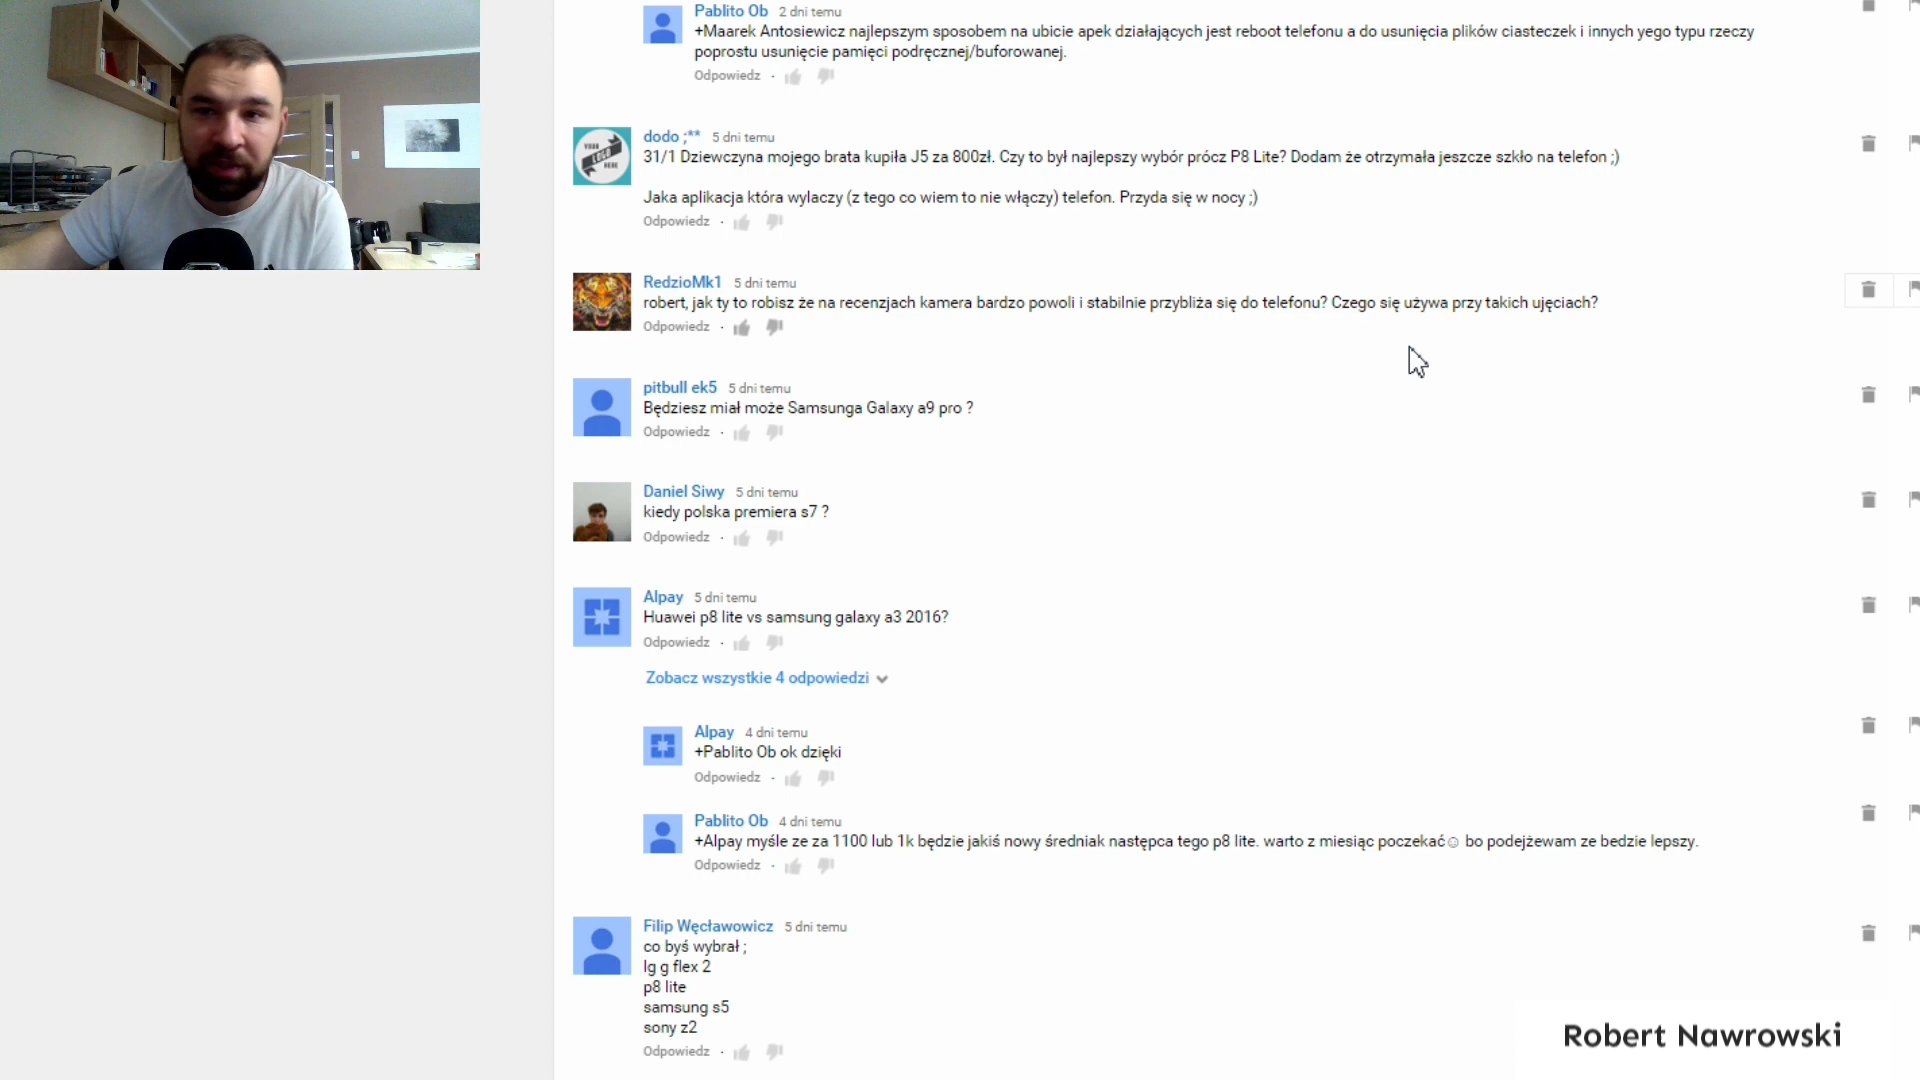 Pablito Ob 2 dni temu
+Maarek Antosiewicz najlepszym sposobem na ubicie apek działających jest reboot telefonu a do usunięcia plików ciasteczek i innych yego typu rzeczy
poprostu usunięcie pamięci podręcznej/buforowanej.
Odpowiedz ·
YOUR LOGO HERE
dodo ;** 5 dni temu
31/1 Dziewczyna mojego brata kupiła J5 za 800zł. Czy to był najlepszy wybór prócz P8 Lite? Dodam że otrzymała jeszcze szkło na telefon ;)
Jaka aplikacja która wylaczy (z tego co wiem to nie włączy) telefon. Przyda się w nocy ;)
Odpowiedz ·
RedzioMk1 5 dni temu
robert, jak ty to robisz że na recenzjach kamera bardzo powoli i stabilnie przybliża się do telefonu? Czego się używa przy takich ujęciach?
Odpowiedz ·
pitbull ek5 5 dni temu
Będziesz miał może Samsunga Galaxy a9 pro ?
Odpowiedz ·
Daniel Siwy 5 dni temu
kiedy polska premiera s7 ?
Odpowiedz ·
Alpay 5 dni temu
Huawei p8 lite vs samsung galaxy a3 2016?
Odpowiedz ·
Zobacz wszystkie 4 odpowiedzi
Alpay 4 dni temu
+Pablito Ob ok dzięki
Odpowiedz ·
Pablito Ob 4 dni temu
+Alpay myśle ze za 1100 lub 1k będzie jakiś nowy średniak następca tego p8 lite. warto z miesiąc poczekać☺ bo podejżewam ze bedzie lepszy.
Odpowiedz ·
Filip Węcławowicz 5 dni temu
co byś wybrał ;
lg g flex 2
p8 lite
samsung s5
sony z2
Odpowiedz ·
Robert Nawrowski